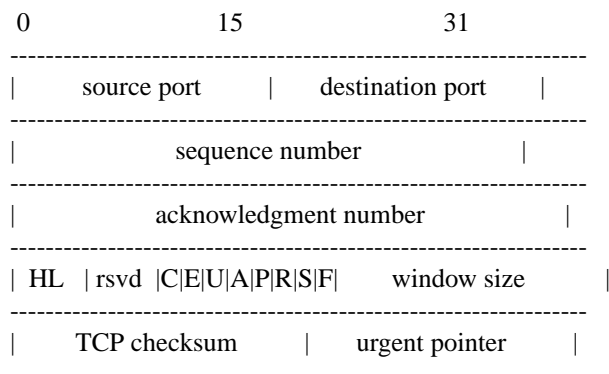 0 15 31
-----------------------------------------------------------------
| source port | destination port |
-----------------------------------------------------------------
| sequence number |
-----------------------------------------------------------------
| acknowledgment number |
-----------------------------------------------------------------
| HL | rsvd |C|E|U|A|P|R|S|F| window size |
-----------------------------------------------------------------
| TCP checksum | urgent pointer |